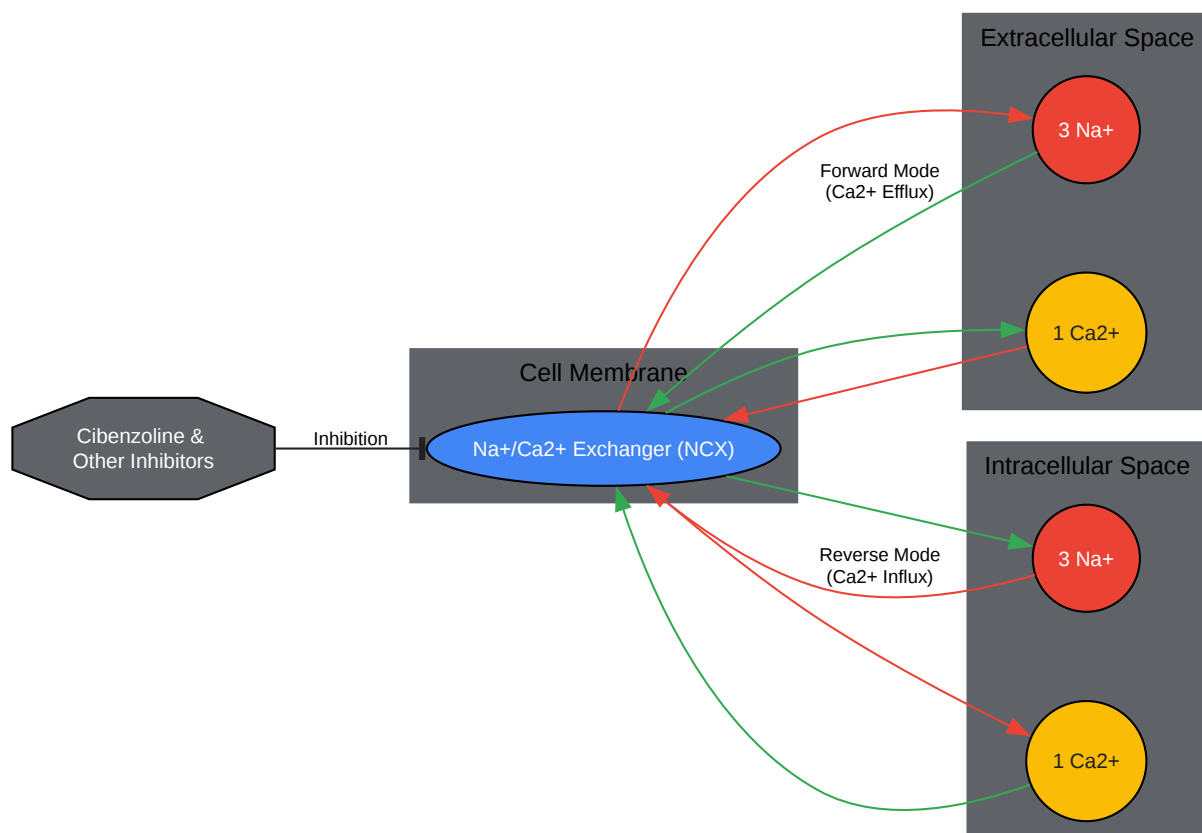 Extracellular Space
3 Na+
Forward Mode
(Ca2+ Efflux)
1 Ca2+
Cell Membrane
Cibenzoline &
Other Inhibitors
Inhibition
Na+/Ca2+ Exchanger (NCX)
Intracellular Space
3 Na+
Reverse Mode
(Ca2+ Influx)
1 Ca2+